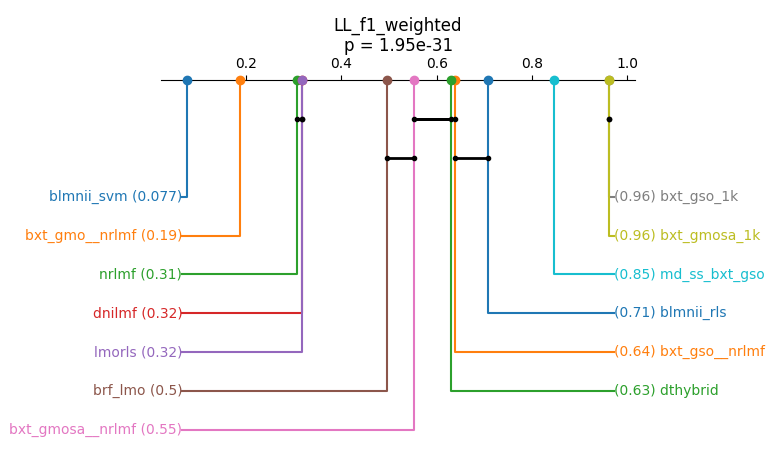 LL_f1_weighted
p = 1.95e-31
0.2 0.4 0.6 0.8 1.0
blmnii_svm (0.077) (0.96) bxt_gso_1k
bxt_gmo__nrlmf (0.19) (0.96) bxt_gmosa_1k
nrlmf (0.31) (0.85) md_ss_bxt_gso
dnilmf (0.32) (0.71) blmnii_rls
lmorls (0.32) (0.64) bxt_gso__nrlmf
brf_lmo (0.5) (0.63) dthybrid
bxt_gmosa__nrlmf (0.55)